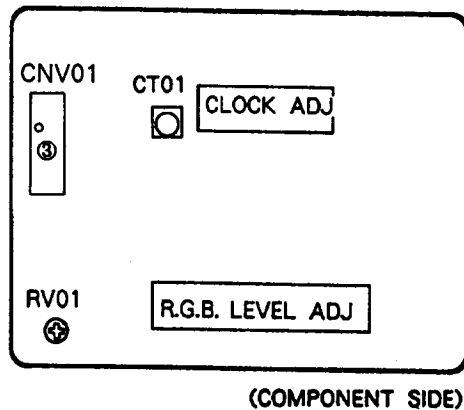 CNV01
CT01
CLOCK ADJ
③
RV01
R.G.B. LEVEL ADJ
(COMPONENT SIDE)